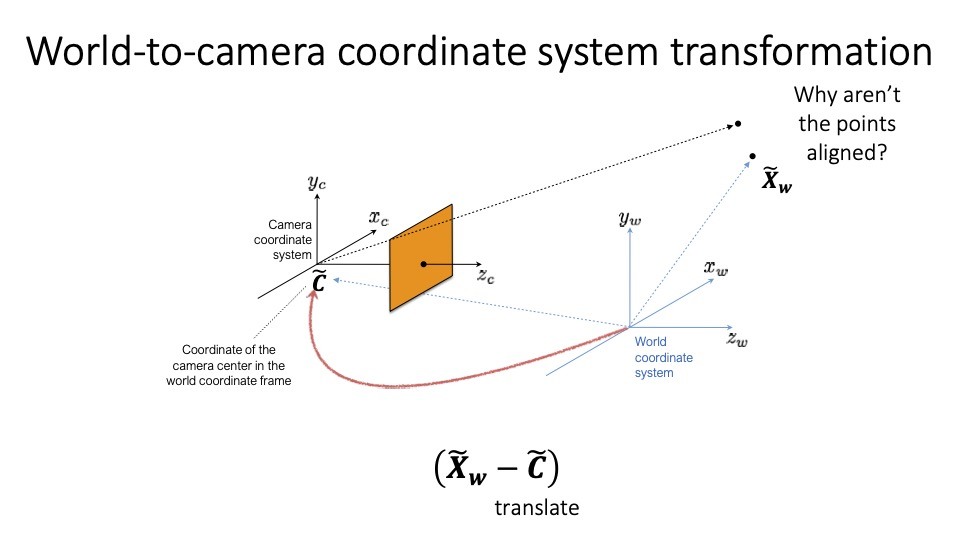 World-to-camera coordinate system transformation
Why aren't
the points
aligned?
X̃w
yc
xc
Camera
coordinate
system
zc
C̃
yw
xw
zw
World
coordinate
system
Coordinate of the
camera center in the
world coordinate frame
(X̃w − C̃)
translate